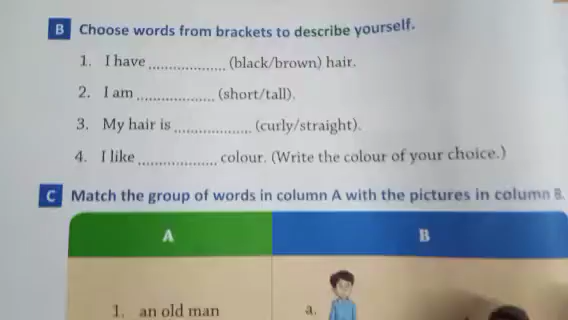 B Choose words from brackets to describe yourself.
1. I have .................. (black/brown) hair.
2. I am .................. (short/tall).
3. My hair is .................. (curly/straight).
4. I like .................. colour. (Write the colour of your choice.)
C Match the group of words in column A with the pictures in column B.
A B
1. an old man a.